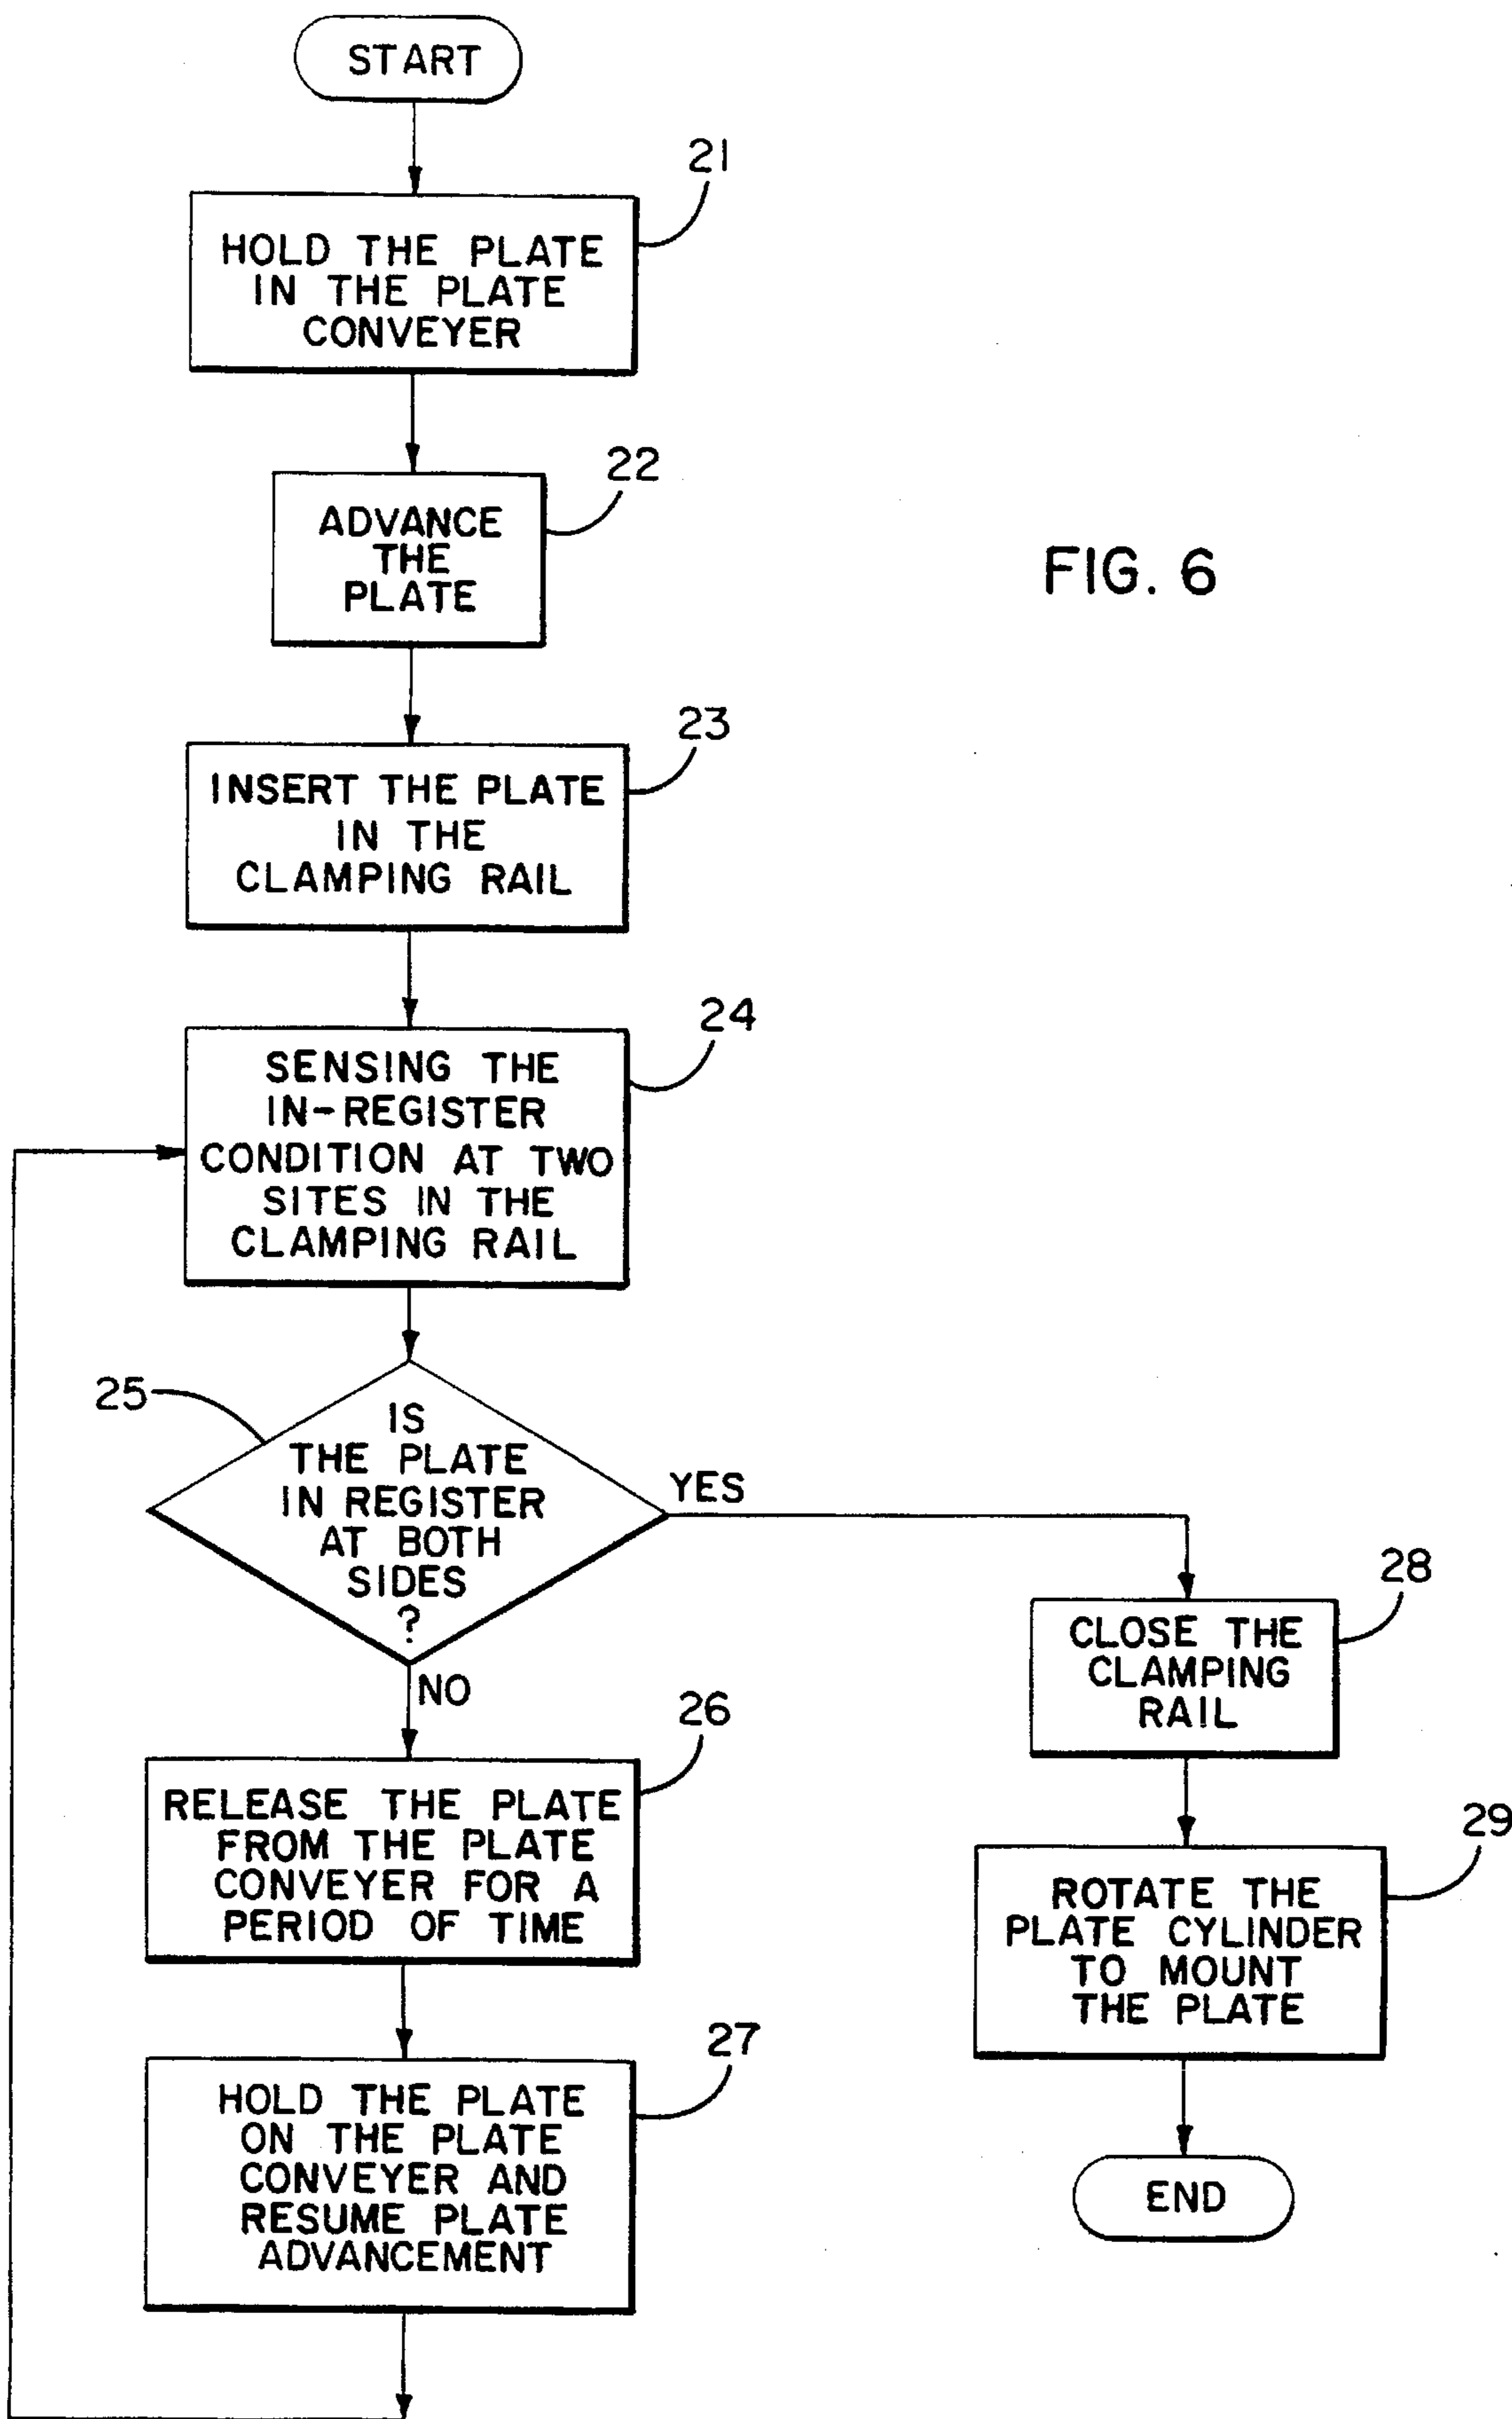 START
21
HOLD THE PLATE
IN THE PLATE
CONVEYER
22
ADVANCE
THE
PLATE
FIG. 6
23
INSERT THE PLATE
IN THE
CLAMPING RAIL
24
SENSING THE
IN-REGISTER
CONDITION AT TWO
SITES IN THE
CLAMPING RAIL
25
IS
THE PLATE
IN REGISTER
AT BOTH
SIDES
?
YES
NO
26
RELEASE THE PLATE
FROM THE PLATE
CONVEYER FOR A
PERIOD OF TIME
27
HOLD THE PLATE
ON THE PLATE
CONVEYER AND
RESUME PLATE
ADVANCEMENT
28
CLOSE THE
CLAMPING
RAIL
29
ROTATE THE
PLATE CYLINDER
TO MOUNT
THE PLATE
END